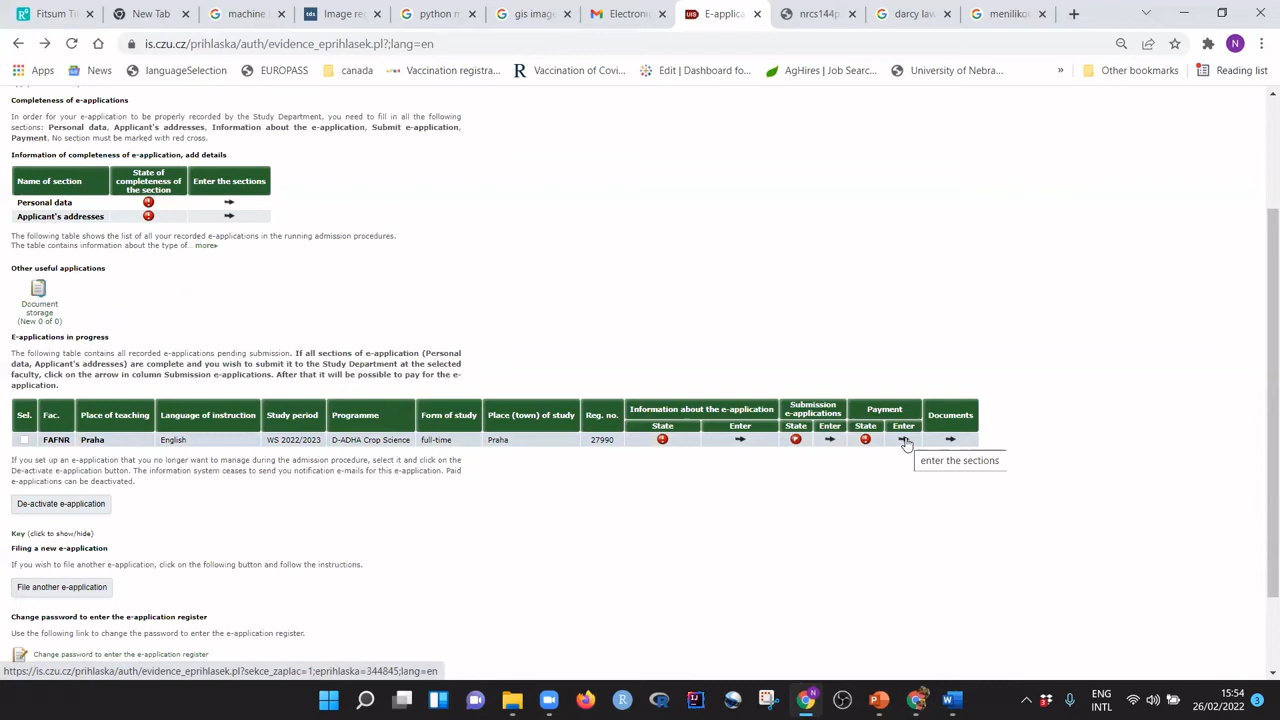 Fitsum Tutor
New Tab
machine l
Image re
python n
gis image
Electroni
E-applica
nrcs144p
darcy law
menilikov
is.czu.cz/prihlaska/auth/evidence_eprihlasek.pl?;lang=en
N
Apps
News
languageSelection
EUROPASS
canada
Vaccination registra...
Vaccination of Covi...
Edit | Dashboard fo...
AgHires | Job Searc...
University of Nebra...
»
Other bookmarks
Reading list
Completeness of e-applications
In order for your e-application to be properly recorded by the Study Department, you need to fill in all the following
sections: Personal data, Applicant's addresses, Information about the e-application, Submit e-application,
Payment. No section must be marked with red cross.
Information of completeness of e-application, add details
Name of section
State of
completeness of
the section
Enter the sections
Personal data
Applicant's addresses
The following table shows the list of all your recorded e-applications in the running admission procedures.
The table contains information about the type of... more
Other useful applications
Document
storage
(New 0 of 0)
E-applications in progress
The following table contains all recorded e-applications pending submission. If all sections of e-application (Personal
data, Applicant's addresses) are complete and you wish to submit it to the Study Department at the selected
faculty, click on the arrow in column Submission e-applications. After that it will be possible to pay for the e-
application.
Sel. Fac. Place of teaching Language of instruction Study period Programme Form of study Place (town) of study Reg. no. Information about the e-application Submission e-applications Payment Documents
State Enter State Enter State Enter
FAFNR Praha English WS 2022/2023 D-ADHA Crop Science full-time Praha 27990
enter the sections
If you set up an e-application that you no longer want to manage during the admission procedure, select it and click on the
De-activate e-application button. The information system ceases to send you notification e-mails for this e-application. Paid
e-applications can be deactivated.
De-activate e-application
Key (click to show/hide)
Filing a new e-application
If you wish to file another e-application, click on the following button and follow the instructions.
File another e-application
Change password to enter the e-application register
Use the following link to change the password to enter the e-application register.
Change password to enter the e-application register
https://is.czu.cz/prihlaska/auth/evidence_eprihlasek.pl?sekce_zaplac=1;eprihlaska=344845;lang=en
ENG
INTL
15:54
26/02/2022